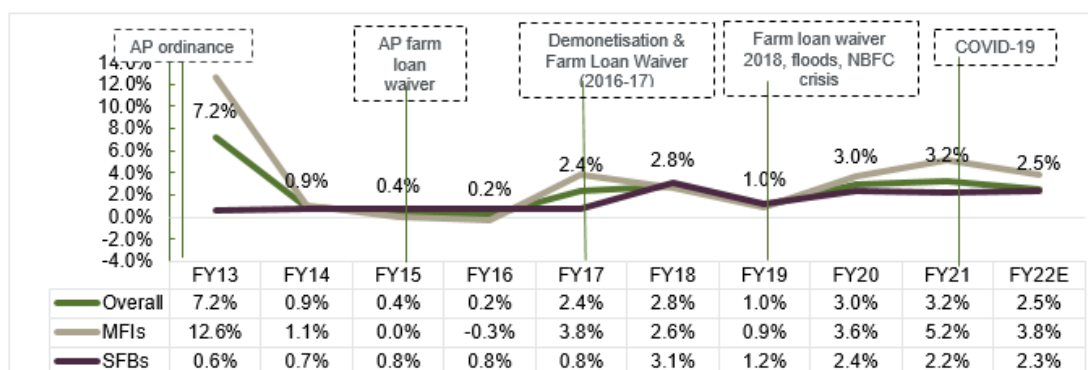 AP ordinance
AP farm
loan
waiver
Demonetisation &
Farm Loan Waiver
(2016-17)
Farm loan waiver
2018, floods, NBFC
crisis
COVID-19
14.0%
12.0%
10.0%
8.0%
6.0%
4.0%
2.0%
0.0%
-2.0%
-4.0%
7.2%
0.9%
0.4%
0.2%
2.4%
2.8%
1.0%
3.0%
3.2%
2.5%
FY13 FY14 FY15 FY16 FY17 FY18 FY19 FY20 FY21 FY22E
Overall 7.2% 0.9% 0.4% 0.2% 2.4% 2.8% 1.0% 3.0% 3.2% 2.5%
MFIs 12.6% 1.1% 0.0% -0.3% 3.8% 2.6% 0.9% 3.6% 5.2% 3.8%
SFBs 0.6% 0.7% 0.8% 0.8% 0.8% 3.1% 1.2% 2.4% 2.2% 2.3%